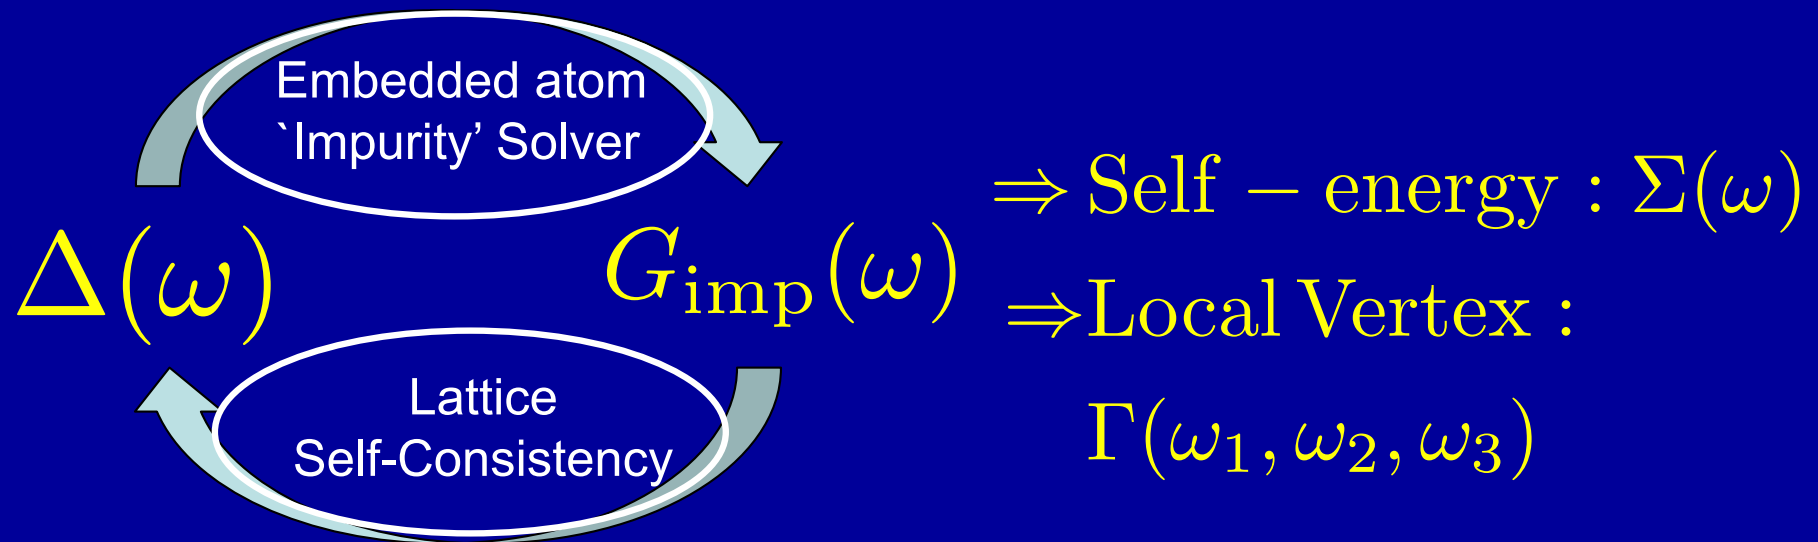 Embedded atom
`Impurity’ Solver
Δ(ω)
G_imp(ω)
Lattice
Self-Consistency
⇒ Self − energy : Σ(ω)
⇒ Local Vertex :
Γ(ω₁, ω₂, ω₃)